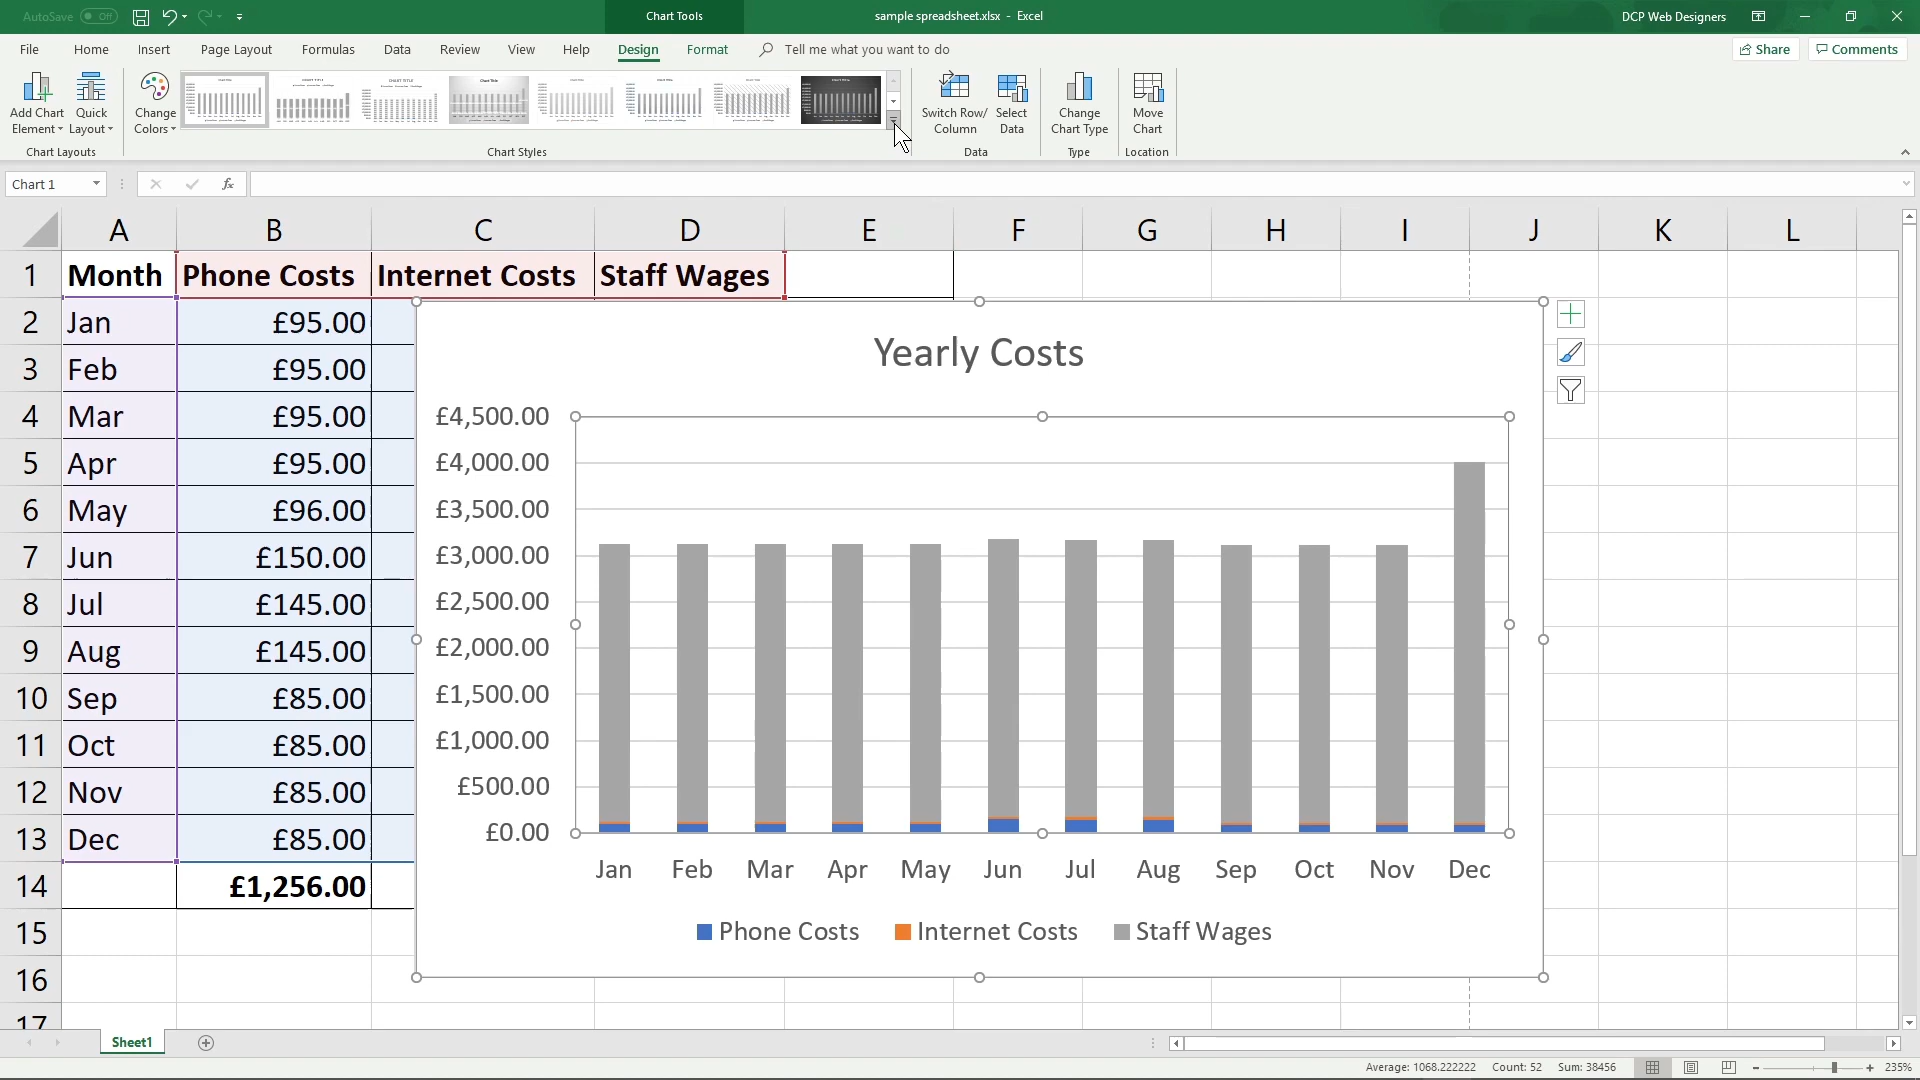 AutoSave Off
Chart Tools
sample spreadsheet.xlsx - Excel
DCP Web Designers
File Home Insert Page Layout Formulas Data Review View Help Design Format Tell me what you want to do Share Comments
Add Chart Element Quick Layout Change Colors Switch Row/ Column Select Data Change Chart Type Move Chart
Chart Layouts Chart Styles Data Type Location
Chart 1 fx
A B C D E F G H I J K L
1 Month Phone Costs Internet Costs Staff Wages
2 Jan £95.00
3 Feb £95.00
4 Mar £95.00
5 Apr £95.00
6 May £96.00
7 Jun £150.00
8 Jul £145.00
9 Aug £145.00
10 Sep £85.00
11 Oct £85.00
12 Nov £85.00
13 Dec £85.00
14 £1,256.00
15
16
17
Yearly Costs
£4,500.00
£4,000.00
£3,500.00
£3,000.00
£2,500.00
£2,000.00
£1,500.00
£1,000.00
£500.00
£0.00
Jan Feb Mar Apr May Jun Jul Aug Sep Oct Nov Dec
Phone Costs Internet Costs Staff Wages
Sheet1
Average: 1068.222222 Count: 52 Sum: 38456 235%